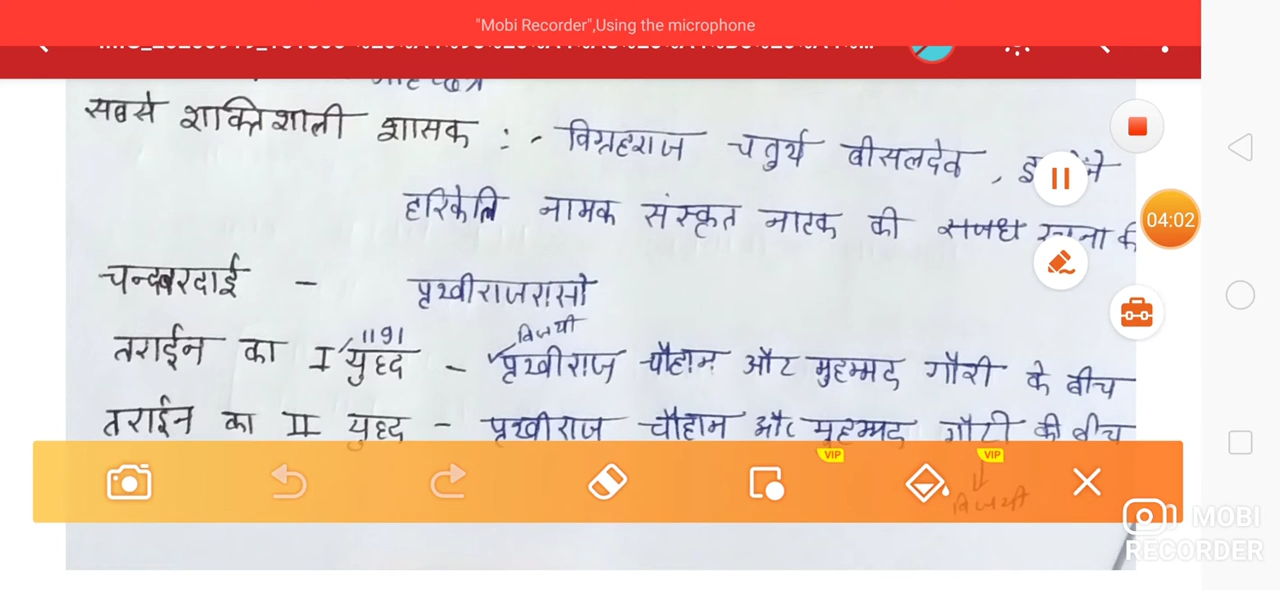 "Mobi Recorder",Using the microphone
सबसे शाक्तिशाली शासक : - विग्रहराज चतुर्थ बीसलदेव ,
04:02
हरिकेलि नामक संस्कृत नाटक की रचना की
चन्दबरदाई - पृथ्वीराजरासो
1191 विजयी
तराईन का I युध्द - पृथ्वीराज चौहान और मुहम्मद गौरी के बीच
तराईन का II युध्द - पृथ्वीराज चौहान और मुहम्मद गौरी की बीच
VIP VIP
विजयी
MOBI
RECORDER